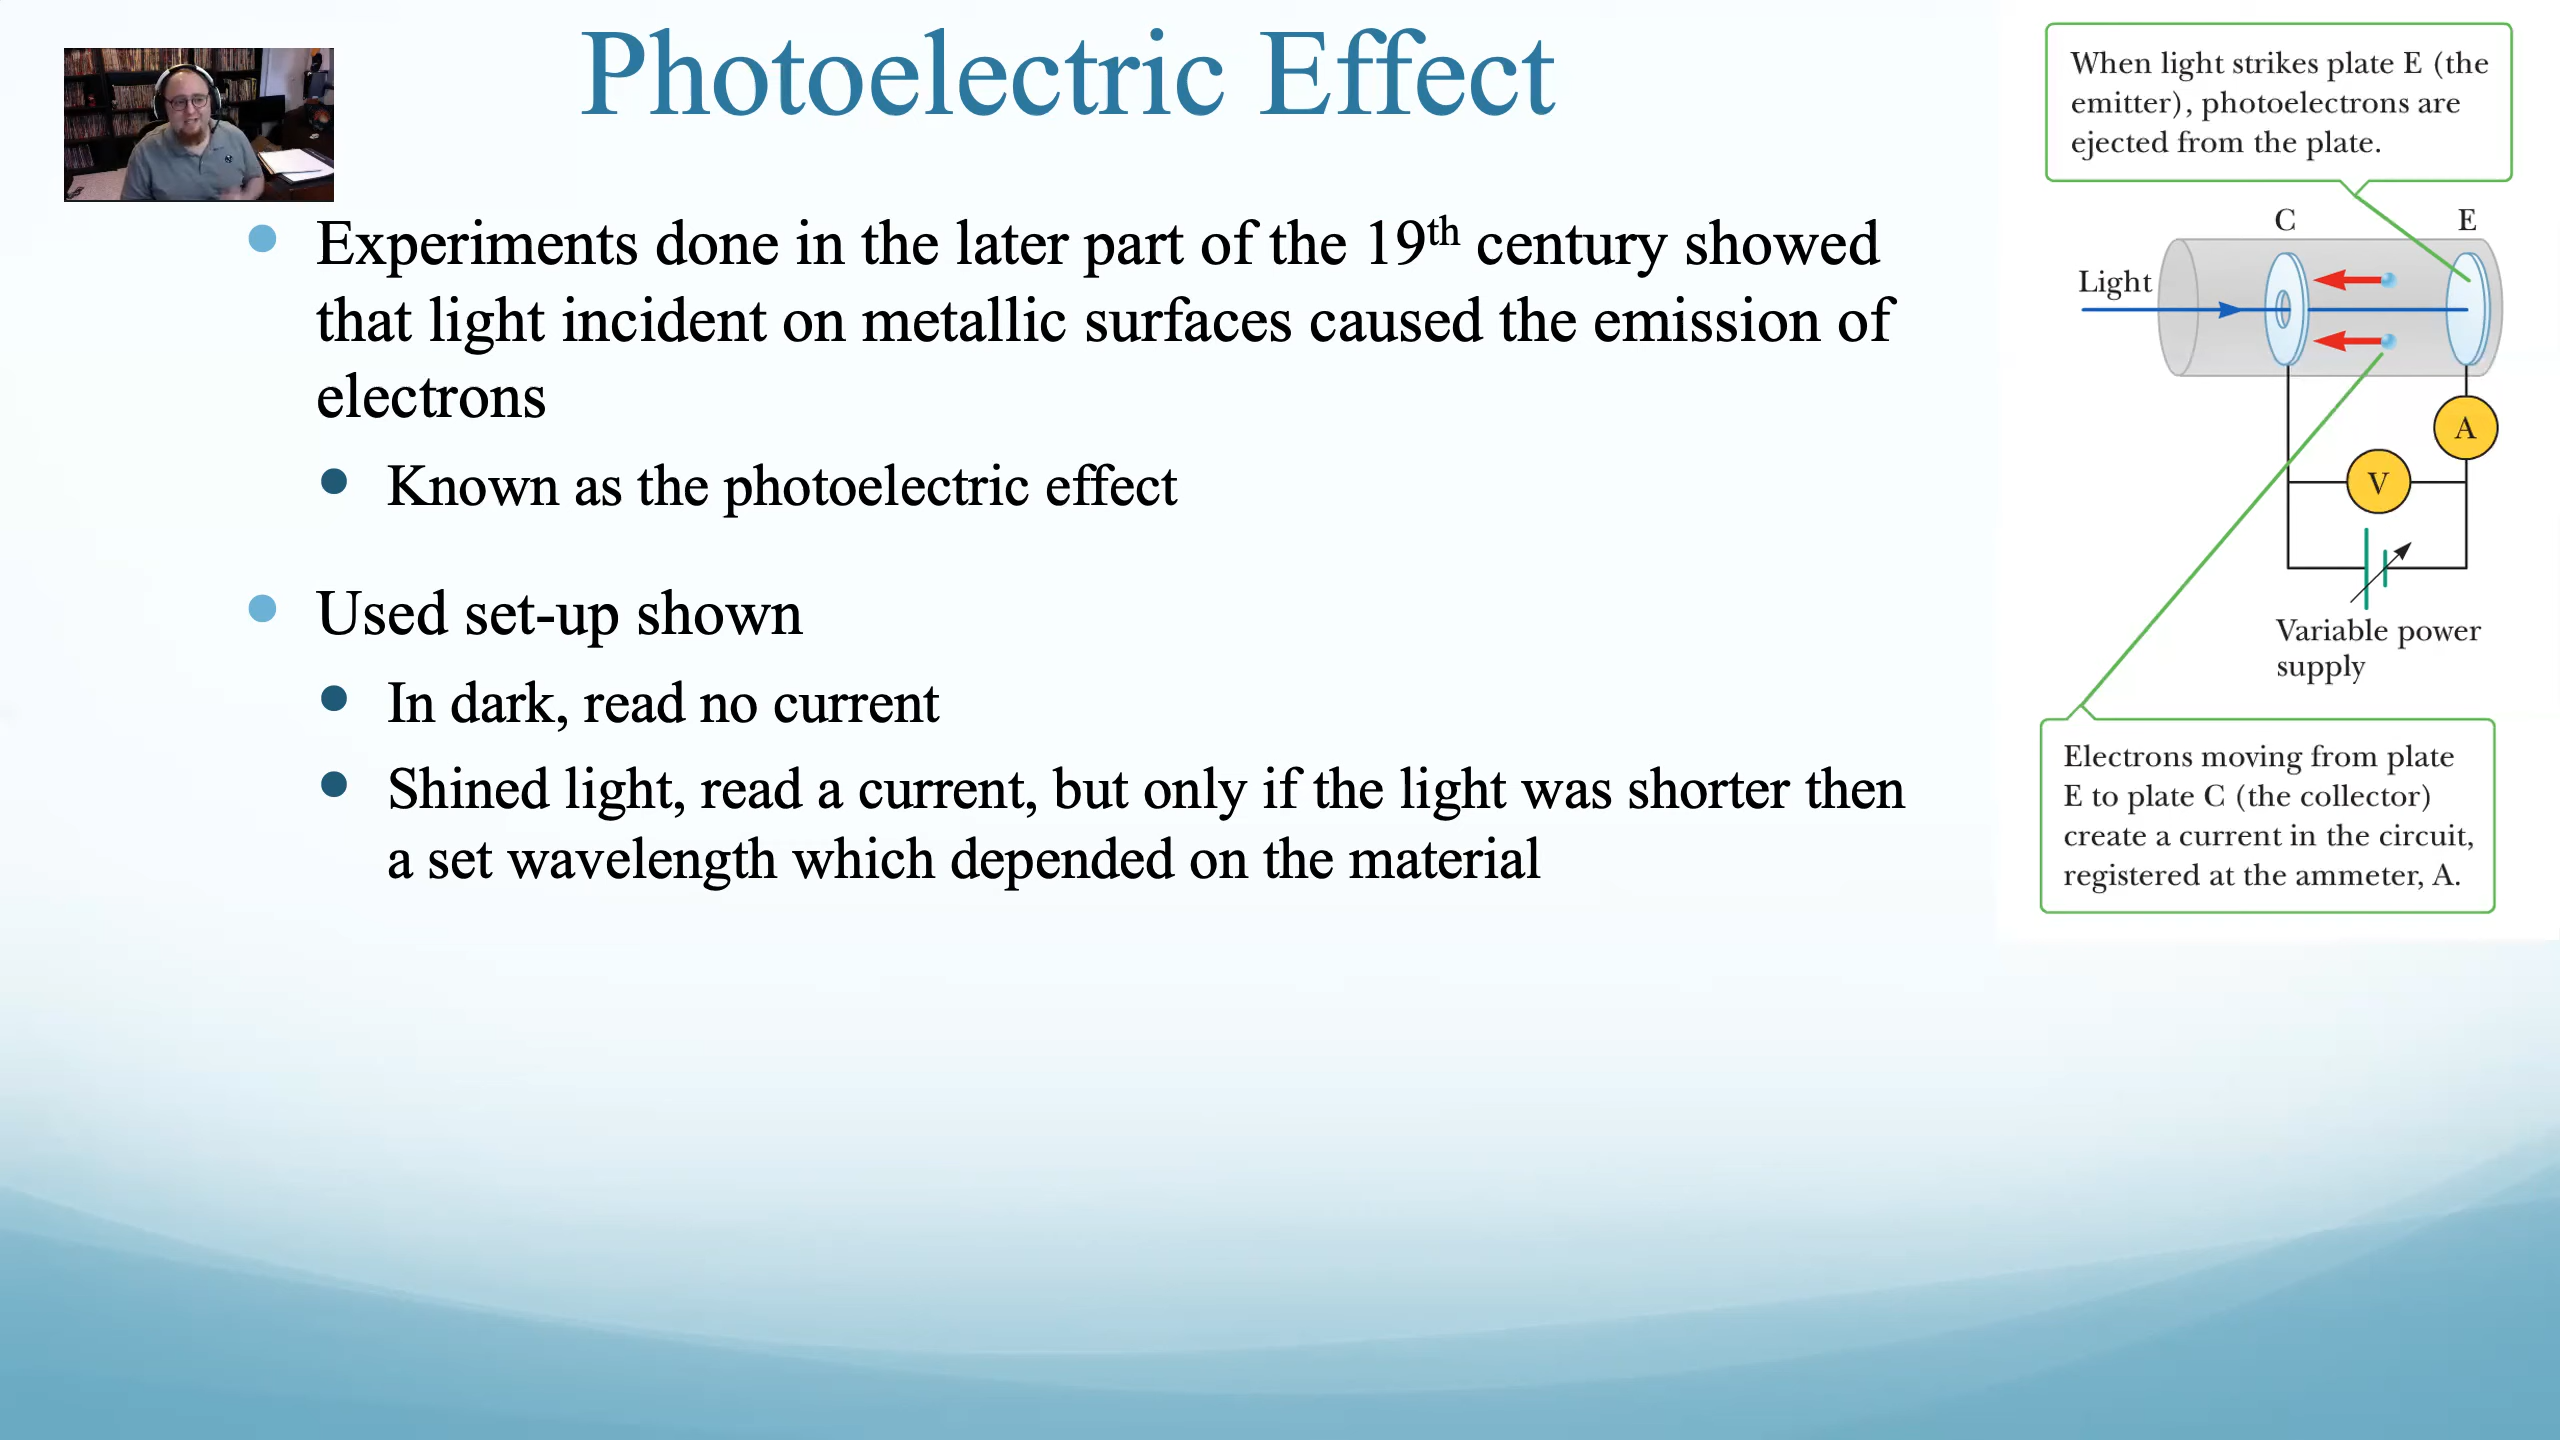 Photoelectric Effect
Experiments done in the later part of the 19th century showed
that light incident on metallic surfaces caused the emission of
electrons
Known as the photoelectric effect
Used set-up shown
In dark, read no current
Shined light, read a current, but only if the light was shorter then
a set wavelength which depended on the material
When light strikes plate E (the
emitter), photoelectrons are
ejected from the plate.
C
E
Light
A
V
Variable power
supply
Electrons moving from plate
E to plate C (the collector)
create a current in the circuit,
registered at the ammeter, A.